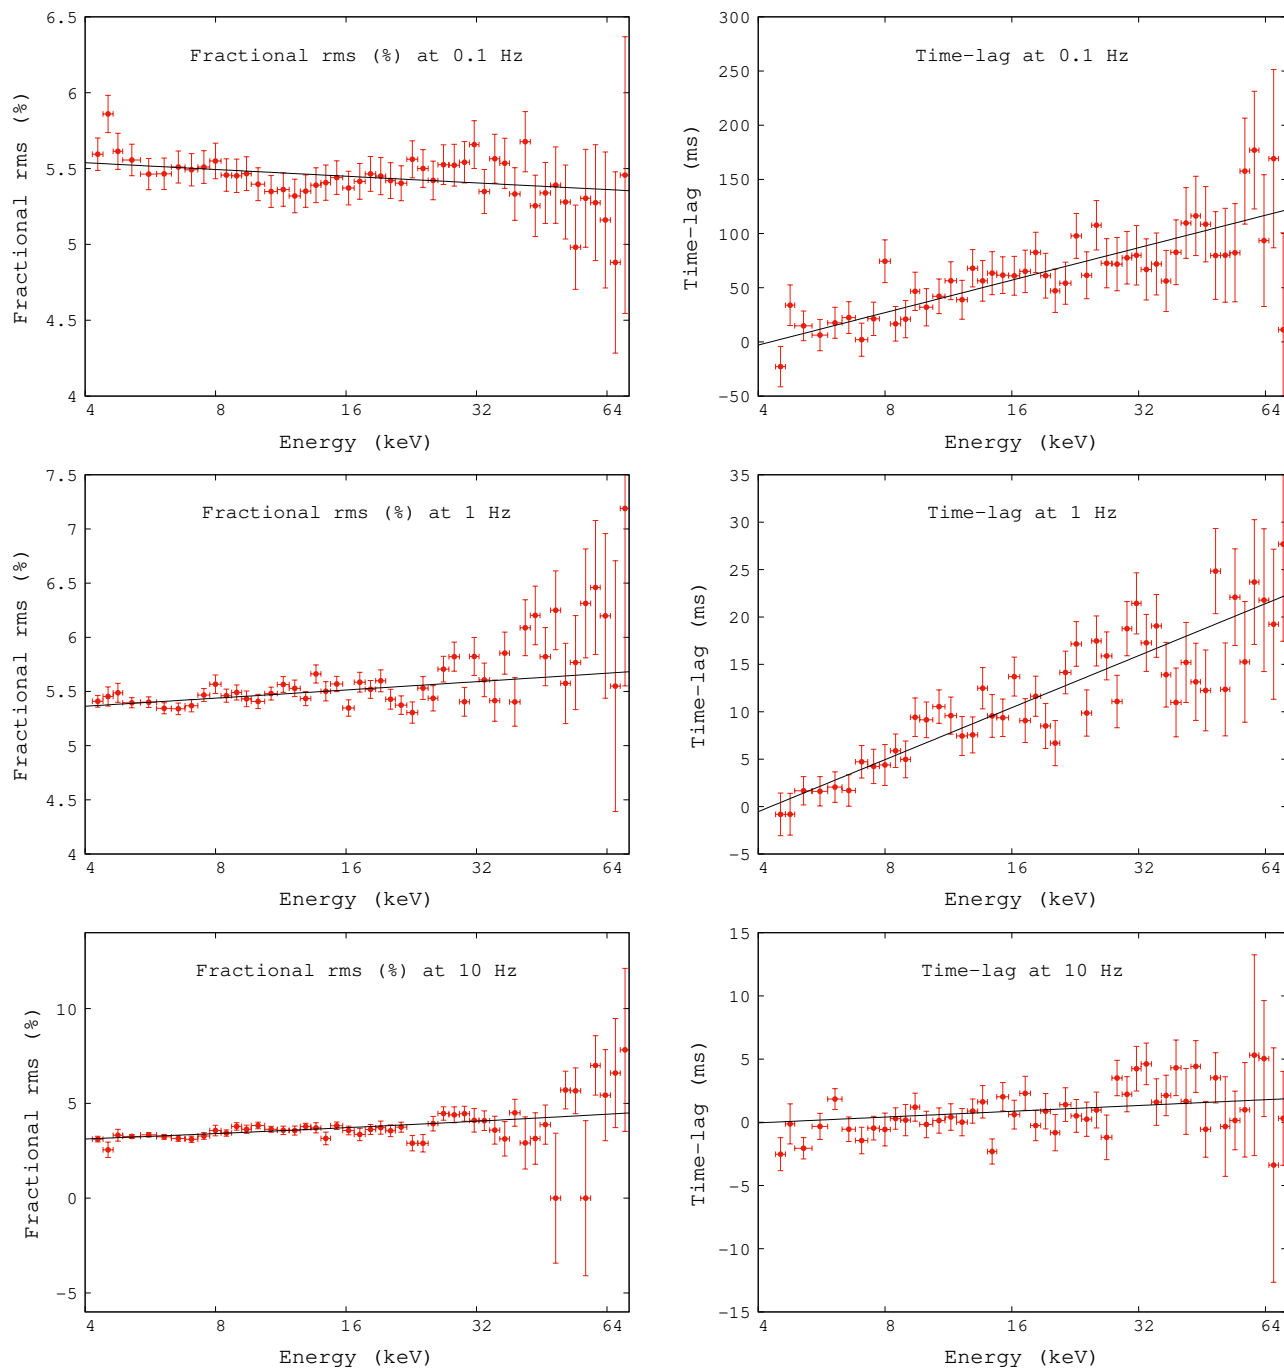 Fractional rms (%) at 0.1 Hz
Fractional rms (%)
6.5
6
5.5
5
4.5
4
4 8 16 32 64
Energy (keV)
Time-lag at 0.1 Hz
Time-lag (ms)
300
250
200
150
100
50
0
-50
4 8 16 32 64
Energy (keV)
Fractional rms (%) at 1 Hz
Fractional rms (%)
7.5
7
6.5
6
5.5
5
4.5
4
4 8 16 32 64
Energy (keV)
Time-lag at 1 Hz
Time-lag (ms)
35
30
25
20
15
10
5
0
-5
4 8 16 32 64
Energy (keV)
Fractional rms (%) at 10 Hz
Fractional rms (%)
10
5
0
-5
4 8 16 32 64
Energy (keV)
Time-lag at 10 Hz
Time-lag (ms)
15
10
5
0
-5
-10
-15
4 8 16 32 64
Energy (keV)